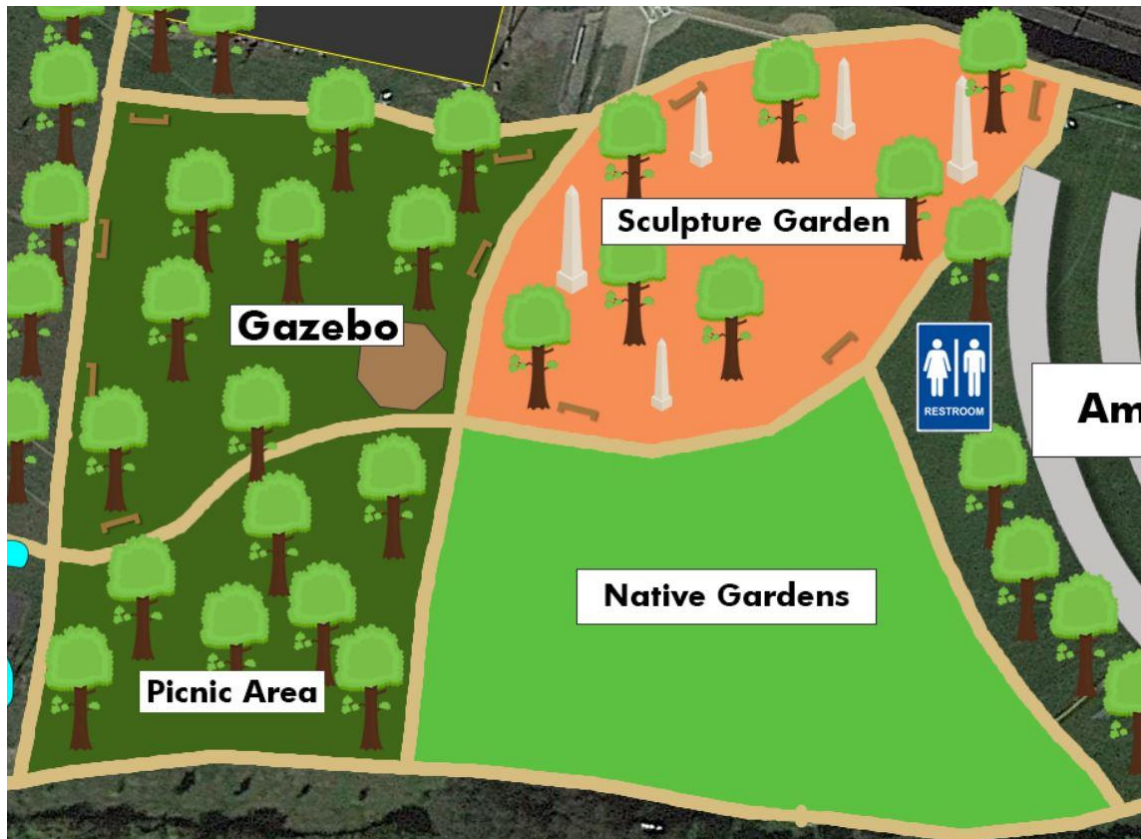 Sculpture Garden
Gazebo
RESTROOM
Am
Native Gardens
Picnic Area